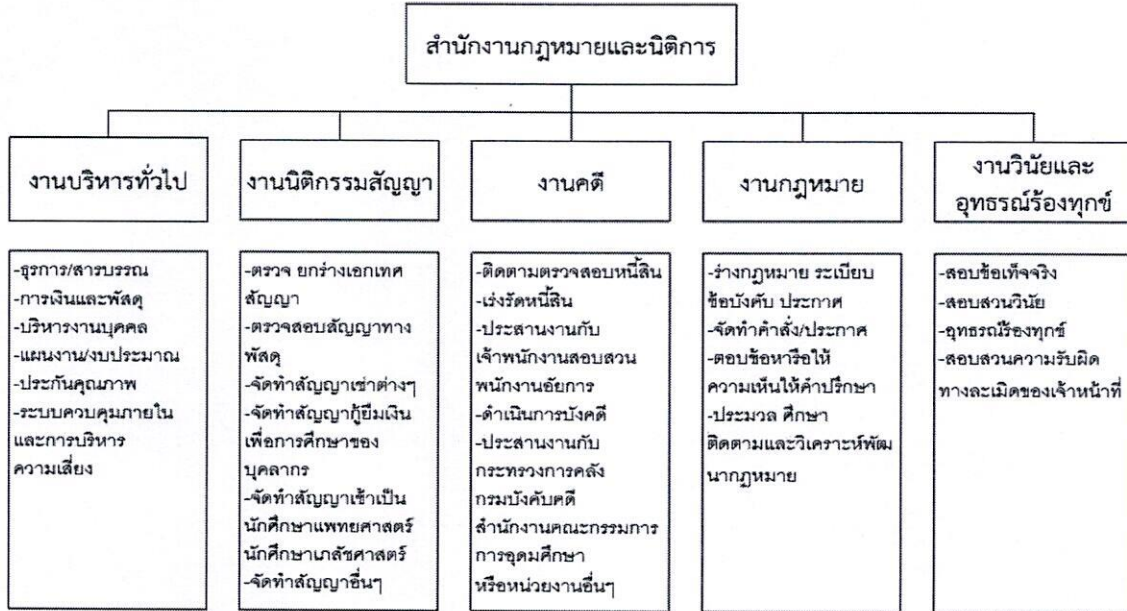 สำนักงานกฎหมายและนิติการ
งานบริหารทั่วไป
งานนิติกรรมสัญญา
งานคดี
งานกฎหมาย
งานวินัยและ
อุทธรณ์ร้องทุกข์
-ธุรการ/สารบรรณ
-การเงินและพัสดุ
-บริหารงานบุคคล
-แผนงาน/งบประมาณ
-ประกันคุณภาพ
-ระบบควบคุมภายใน
และการบริหาร
ความเสี่ยง
-ตรวจ ยกร่างเอกเทศ
สัญญา
-ตรวจสอบสัญญาทาง
พัสดุ
-จัดทำสัญญาเช่าต่างๆ
-จัดทำสัญญากู้ยืมเงิน
เพื่อการศึกษาของ
บุคลากร
-จัดทำสัญญาเข้าเป็น
นักศึกษาแพทยศาสตร์
นักศึกษาเภสัชศาสตร์
-จัดทำสัญญาอื่นๆ
-ติดตามตรวจสอบหนี้สิน
-เร่งรัดหนี้สิน
-ประสานงานกับ
เจ้าพนักงานสอบสวน
พนักงานอัยการ
-ดำเนินการบังคดี
-ประสานงานกับ
กระทรวงการคลัง
กรมบังคับคดี
สำนักงานคณะกรรมการ
การอุดมศึกษา
หรือหน่วยงานอื่นๆ
-ร่างกฎหมาย ระเบียบ
ข้อบังคับ ประกาศ
-จัดทำคำสั่ง/ประกาศ
-ตอบข้อหารือให้
ความเห็นให้คำปรึกษา
-ประมวล ศึกษา
ติดตามและวิเคราะห์พัฒ
นากฎหมาย
-สอบข้อเท็จจริง
-สอบสวนวินัย
-อุทธรณ์ร้องทุกข์
-สอบสวนความรับผิด
ทางละเมิดของเจ้าหน้าที่